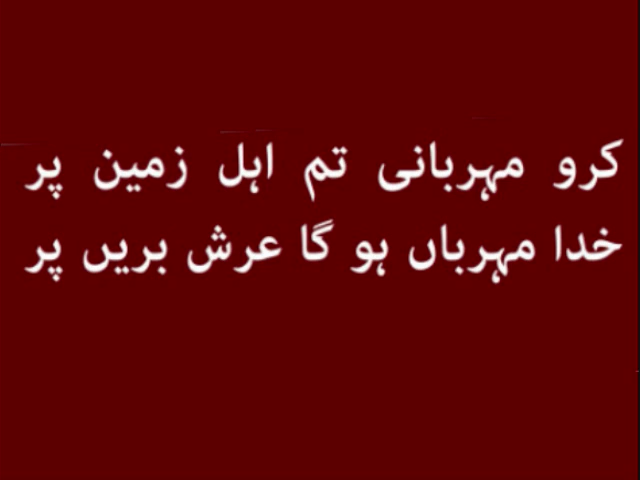 کرو مہربانی تم اہل زمین پر
خدا مہرباں ہو گا عرش بریں پر